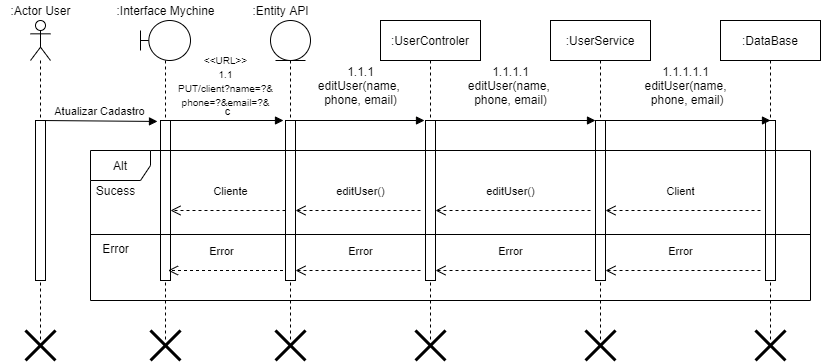 :Actor User
:Interface Mychine
:Entity API
:UserControler
:UserService
:DataBase
<<URL>>
1.1
PUT/client?name=?&
phone=?&email=?&
c
1.1.1
editUser(name,
phone, email)
1.1.1.1
editUser(name,
phone, email)
1.1.1.1.1
editUser(name,
phone, email)
Atualizar Cadastro
Alt
Sucess
Cliente
editUser()
editUser()
Client
Error
Error
Error
Error
Error